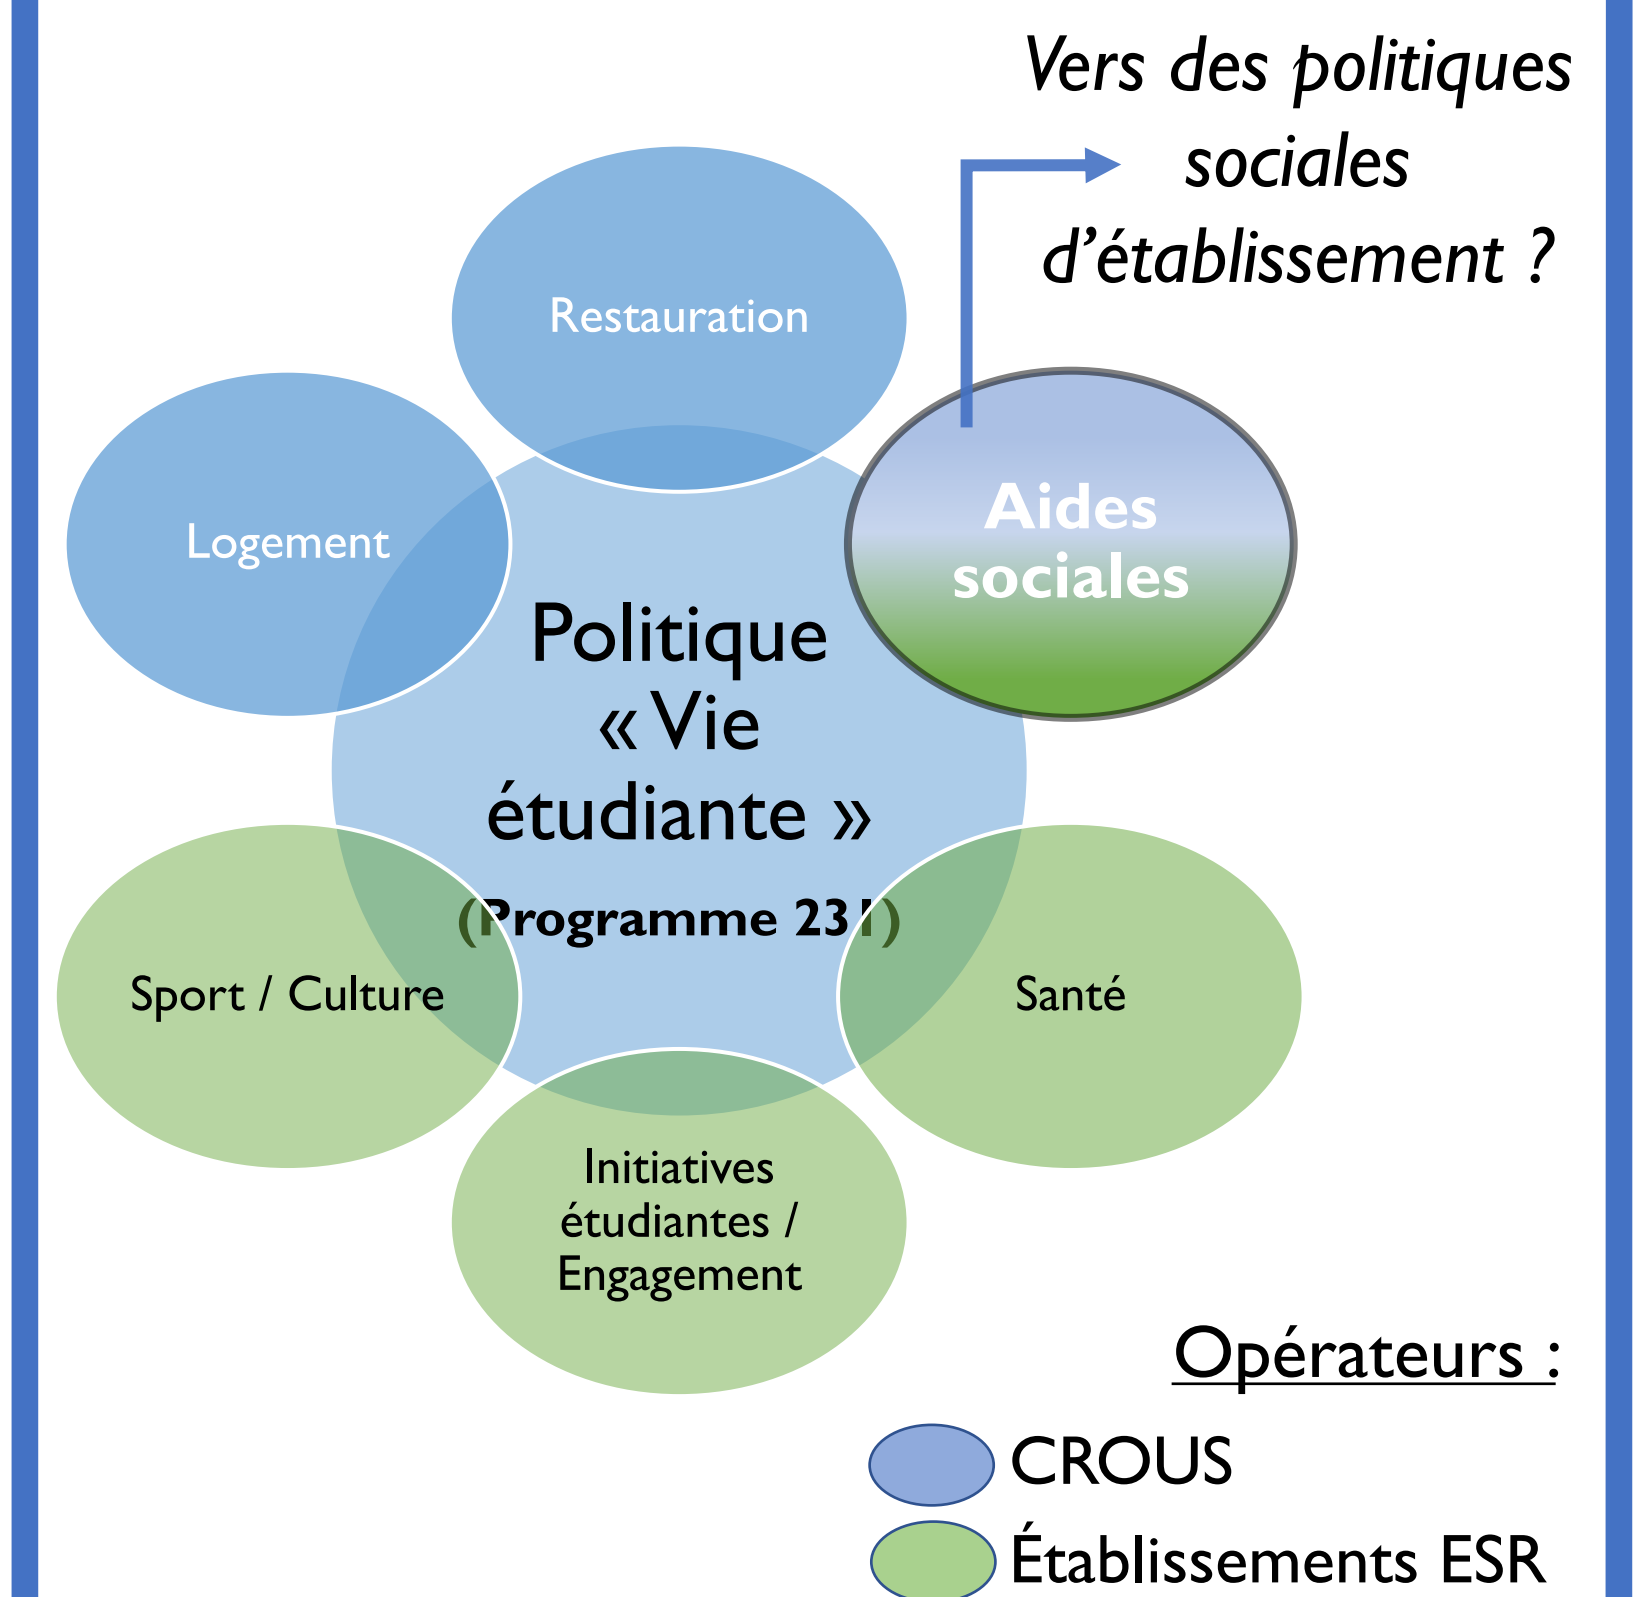 Vers des politiques
sociales
d’établissement ?
Restauration
Logement
Aides
sociales
Politique
« Vie
étudiante »
(Programme 231)
Sport / Culture
Santé
Initiatives
étudiantes /
Engagement
Opérateurs :
CROUS
Établissements ESR